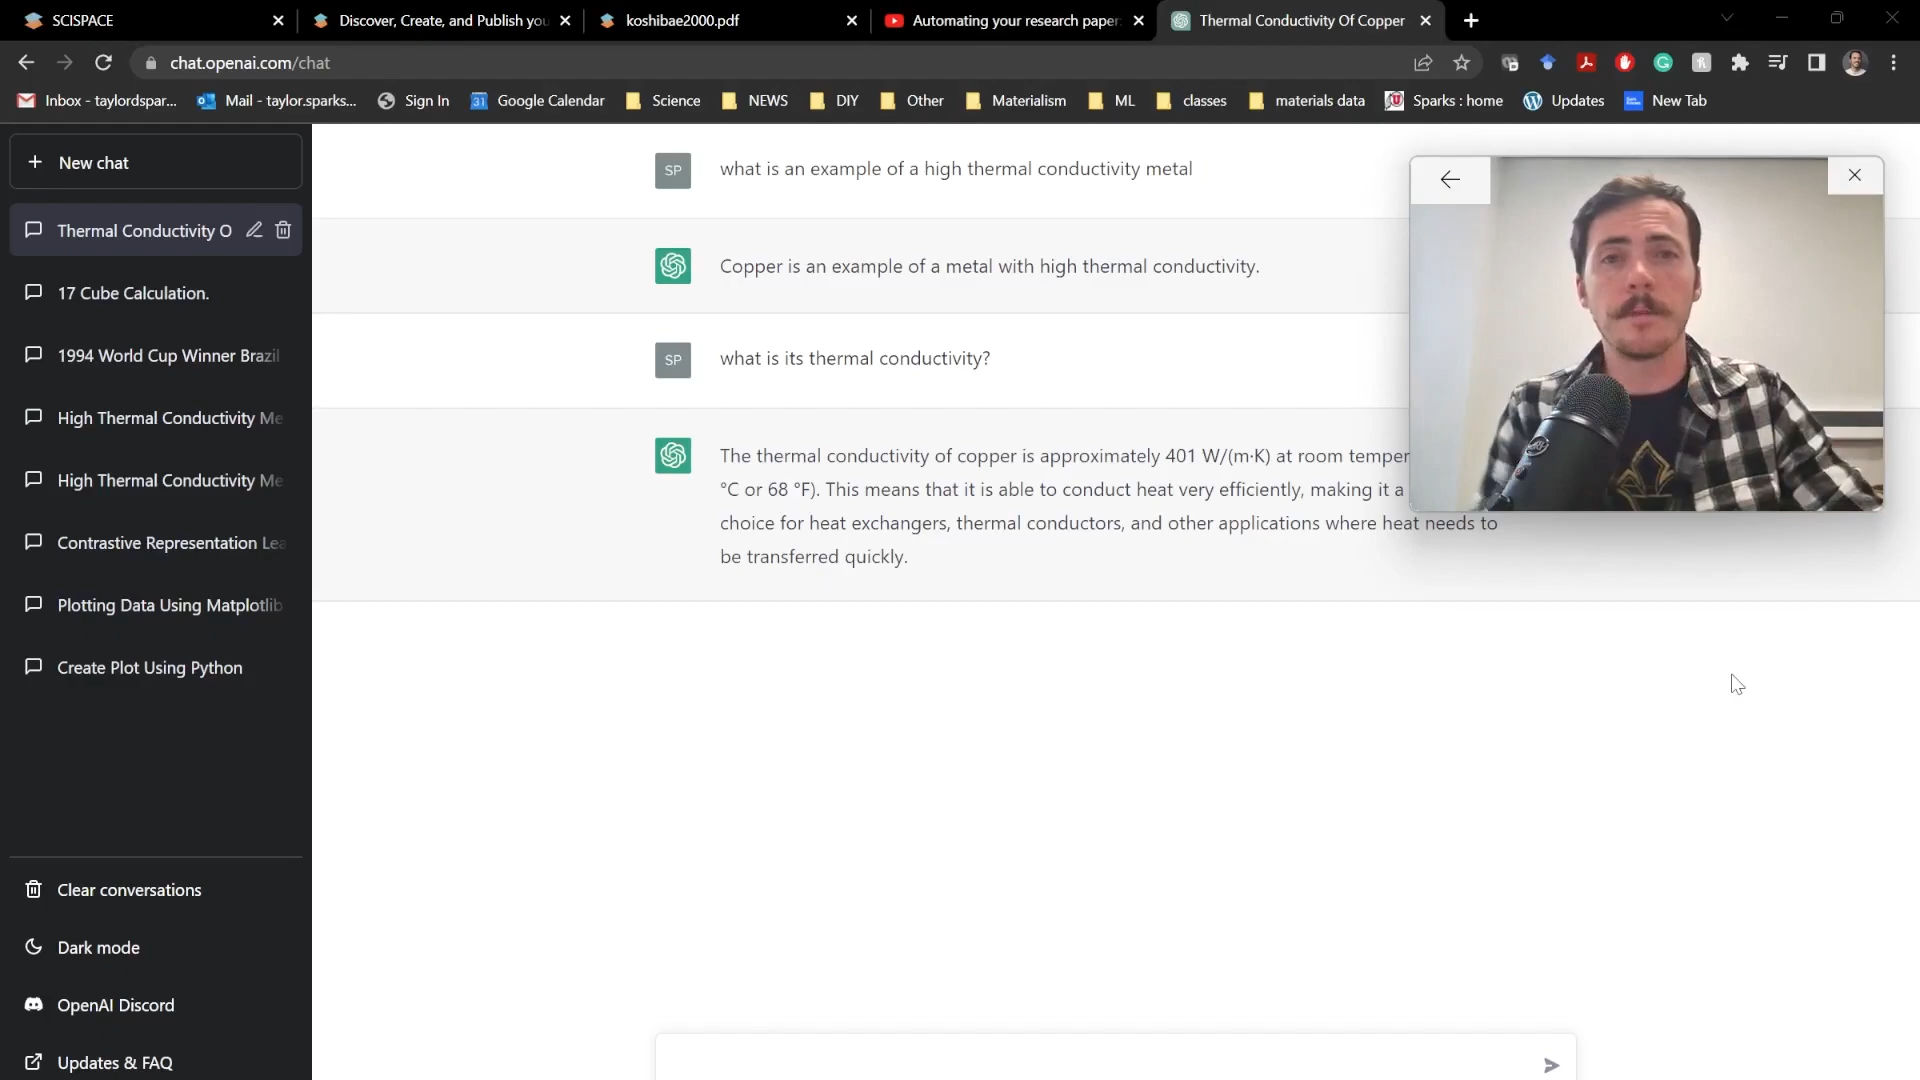 SCISPACE
Discover, Create, and Publish you
koshibae2000.pdf
Automating your research paper
Thermal Conductivity Of Copper
chat.openai.com/chat
Inbox - taylordspar...
Mail - taylor.sparks...
Sign In
Google Calendar
Science
NEWS
DIY
Other
Materialism
ML
classes
materials data
Sparks : home
Updates
New Tab
New chat
Thermal Conductivity O
17 Cube Calculation.
1994 World Cup Winner Brazil
High Thermal Conductivity Me
High Thermal Conductivity Me
Contrastive Representation Lea
Plotting Data Using Matplotlib
Create Plot Using Python
Clear conversations
Dark mode
OpenAI Discord
Updates & FAQ
SP
what is an example of a high thermal conductivity metal
Copper is an example of a metal with high thermal conductivity.
SP
what is its thermal conductivity?
The thermal conductivity of copper is approximately 401 W/(m·K) at room temper
°C or 68 °F). This means that it is able to conduct heat very efficiently, making it a
choice for heat exchangers, thermal conductors, and other applications where heat needs to
be transferred quickly.